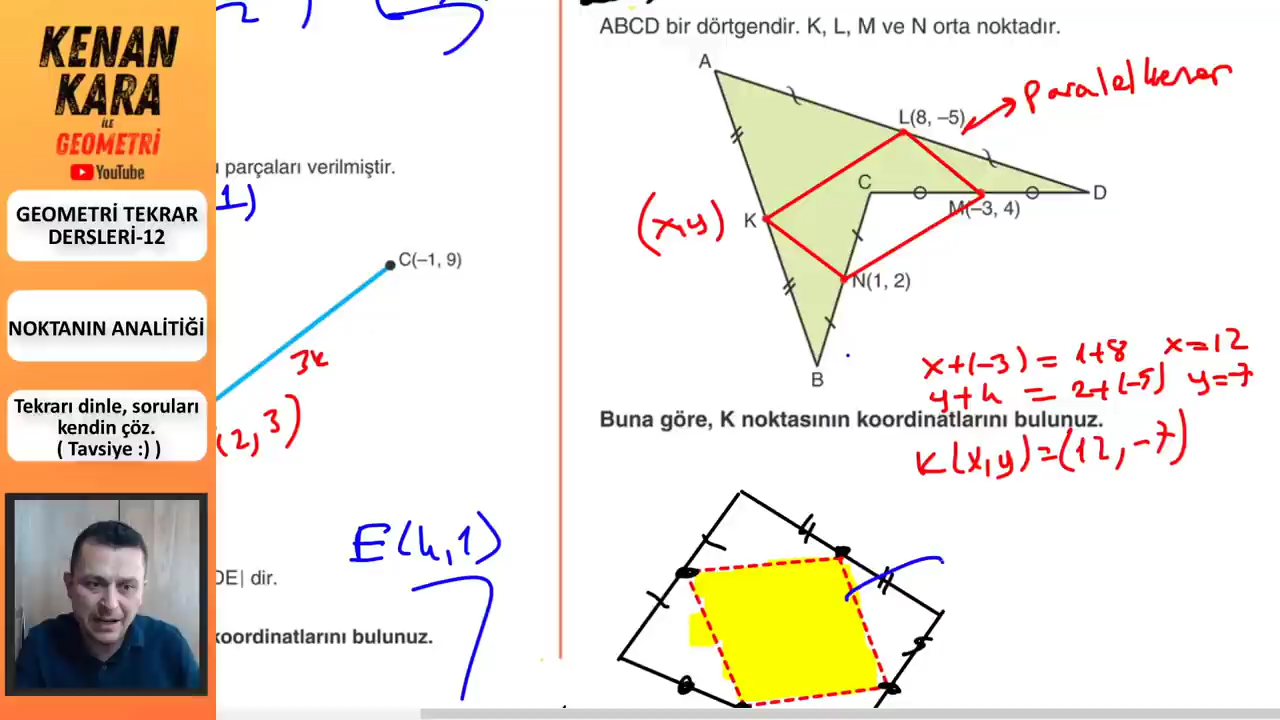 KENAN
KARA
İLE
GEOMETRİ
YouTube
GEOMETRİ TEKRAR
DERSLERİ-12
NOKTANIN ANALİTİĞİ
Tekrarı dinle, soruları
kendin çöz.
( Tavsiye :) )
parçaları verilmiştir.
1)
C(–1, 9)
3k
(2, 3)
E(4,1)
DE| dir.
koordinatlarını bulunuz.
ABCD bir dörtgendir. K, L, M ve N orta noktadır.
A
paralelkenar
L(8, –5)
C
D
M(–3, 4)
(x,y)
K
N(1, 2)
B
x+(-3) = 1+8 x=12
y+4 = 2+(-5) y=-7
Buna göre, K noktasının koordinatlarını bulunuz.
K(x,y)=(12,-7)